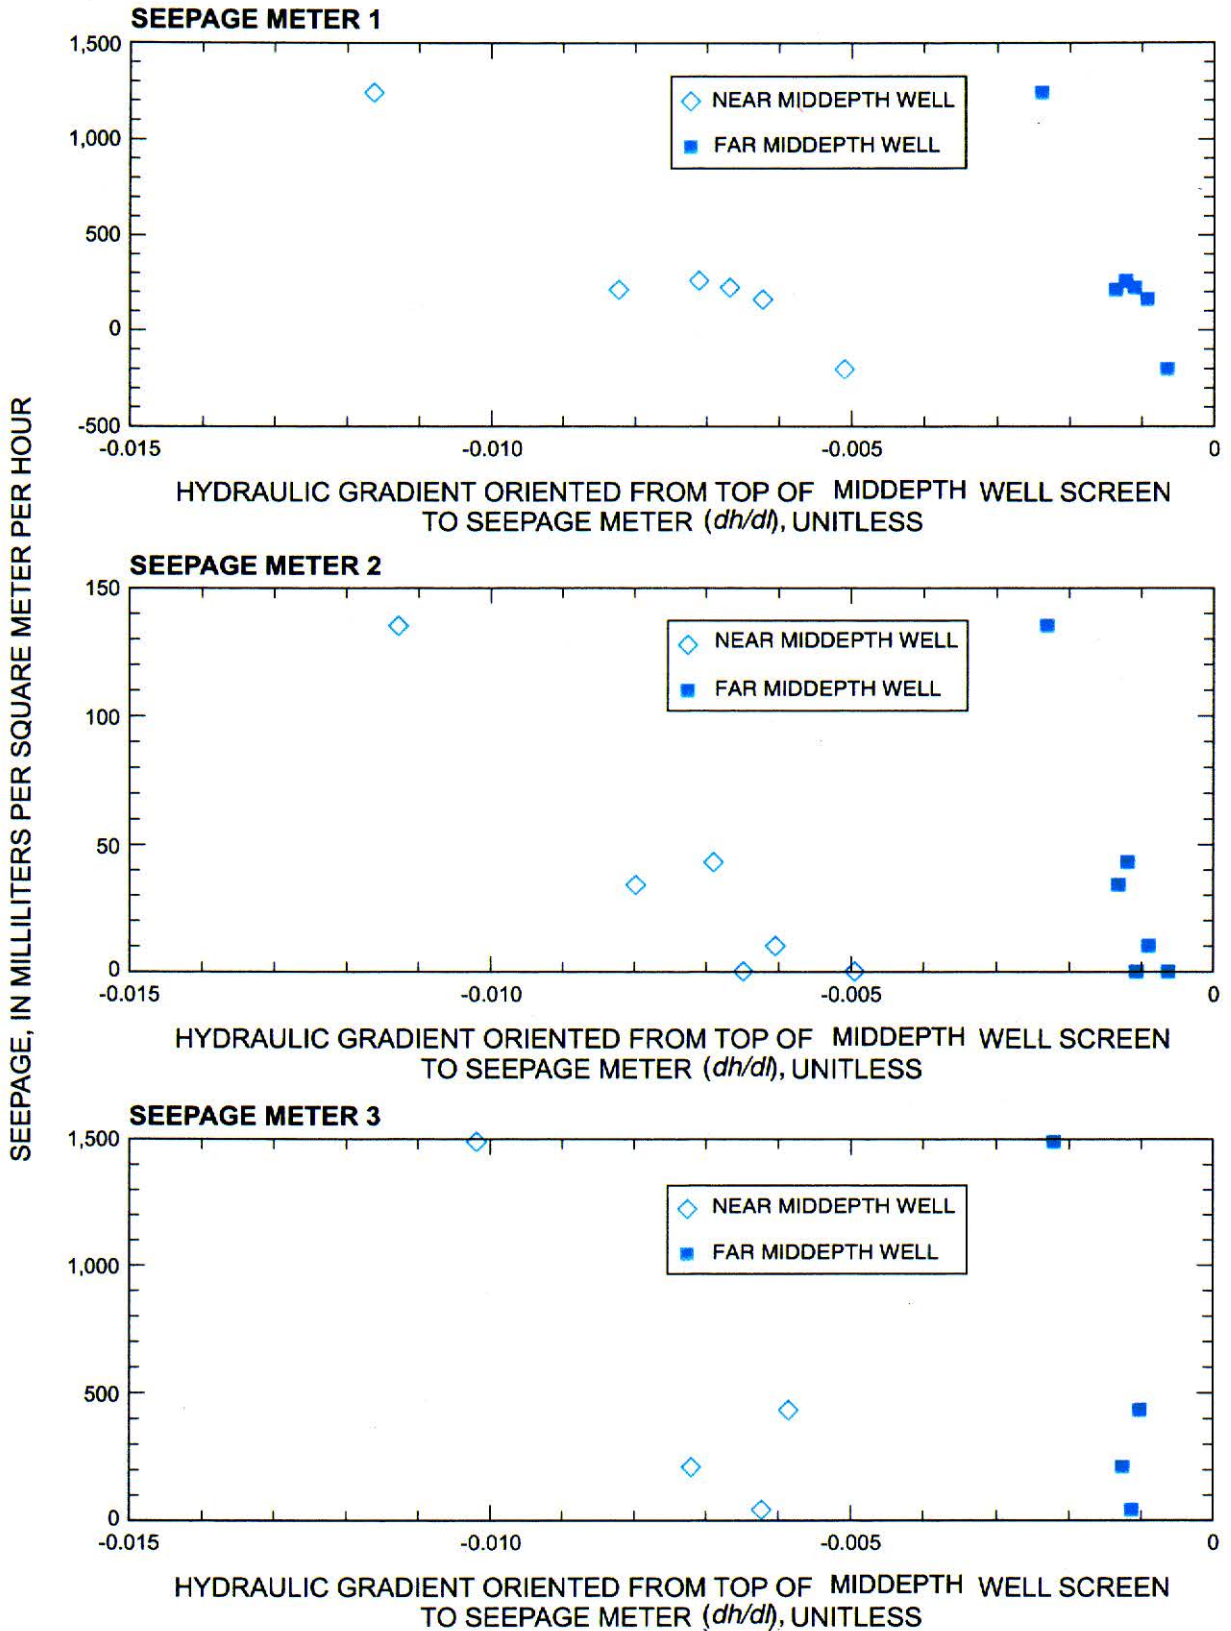 SEEPAGE, IN MILLILITERS PER SQUARE METER PER HOUR
SEEPAGE METER 1
1,500
1,000
500
0
-500
NEAR MIDDEPTH WELL
FAR MIDDEPTH WELL
-0.015 -0.010 -0.005 0
HYDRAULIC GRADIENT ORIENTED FROM TOP OF MIDDEPTH WELL SCREEN
TO SEEPAGE METER (dh/dl), UNITLESS
SEEPAGE METER 2
150
100
50
0
NEAR MIDDEPTH WELL
FAR MIDDEPTH WELL
-0.015 -0.010 -0.005 0
HYDRAULIC GRADIENT ORIENTED FROM TOP OF MIDDEPTH WELL SCREEN
TO SEEPAGE METER (dh/dl), UNITLESS
SEEPAGE METER 3
1,500
1,000
500
0
NEAR MIDDEPTH WELL
FAR MIDDEPTH WELL
-0.015 -0.010 -0.005 0
HYDRAULIC GRADIENT ORIENTED FROM TOP OF MIDDEPTH WELL SCREEN
TO SEEPAGE METER (dh/dl), UNITLESS